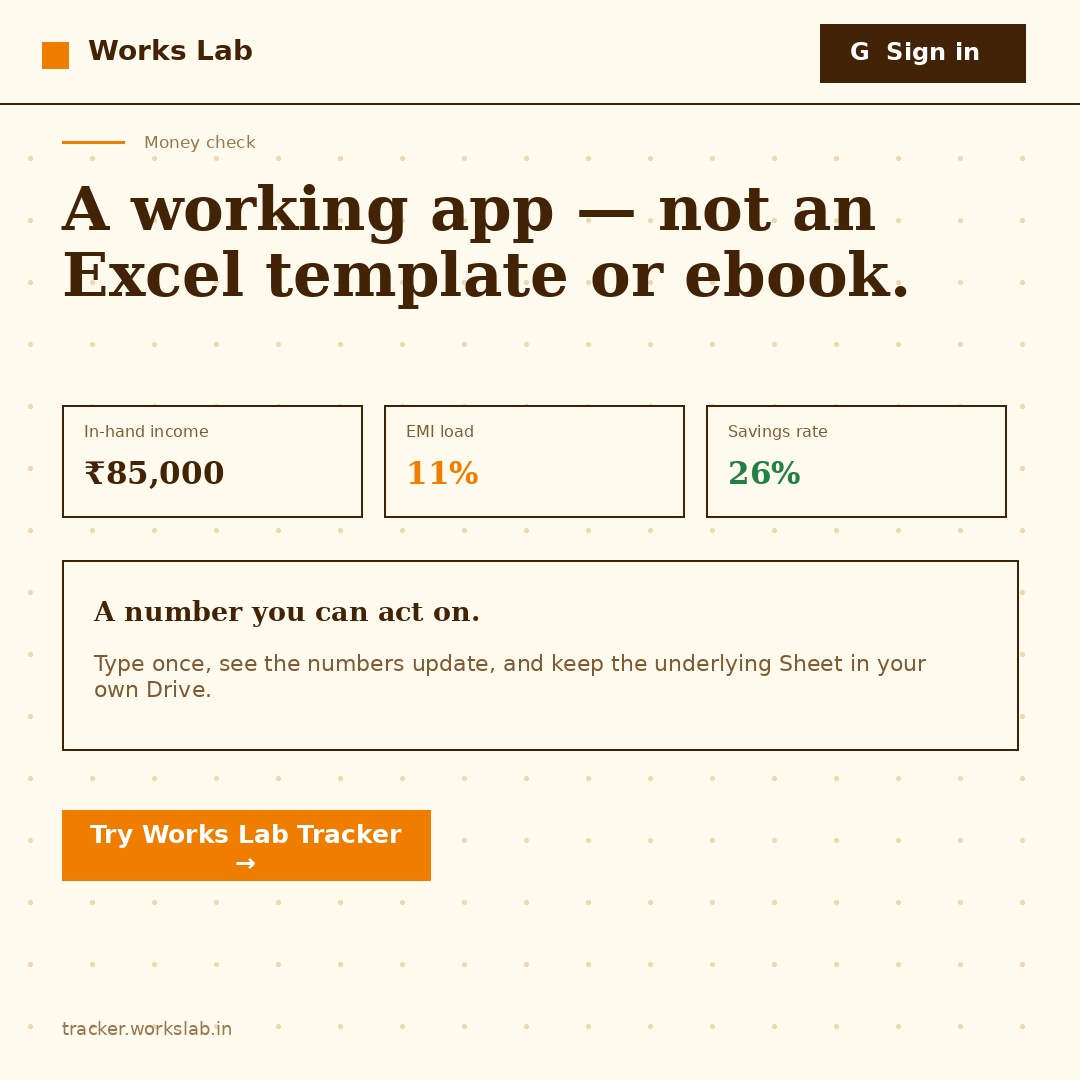 Works Lab
G Sign in
Money check
A working app — not an
Excel template or ebook.
In-hand income
₹85,000
EMI load
11%
Savings rate
26%
A number you can act on.
Type once, see the numbers update, and keep the underlying Sheet in your
own Drive.
Try Works Lab Tracker
→
tracker.workslab.in